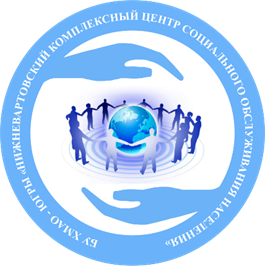 БУ ХМАО - ЮГРЫ «НИЖНЕВАРТОВСКИЙ КОМПЛЕКСНЫЙ ЦЕНТР СОЦИАЛЬНОГО ОБСЛУЖИВАНИЯ НАСЕЛЕНИЯ»